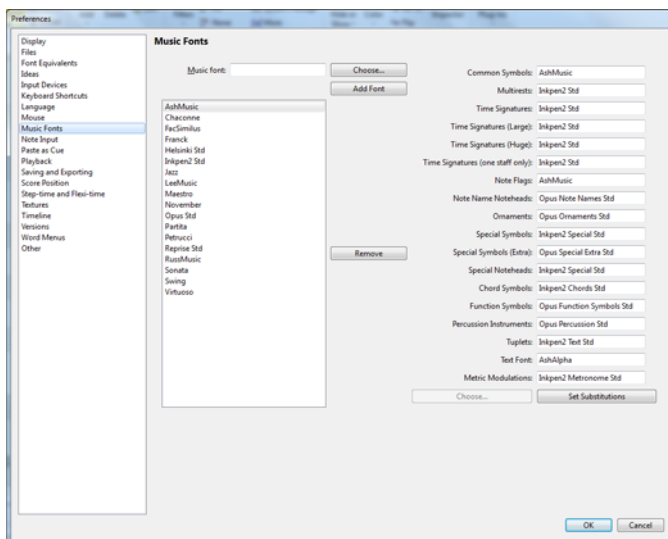 Preferences
Display
Files
Font Equivalents
Ideas
Input Devices
Keyboard Shortcuts
Language
Mouse
Music Fonts
Note Input
Paste as Cue
Playback
Saving and Exporting
Score Position
Step-time and Flexi-time
Textures
Timeline
Versions
Word Menus
Other
Music Fonts
Music font:
Choose...
Add Font
AshMusic
Chaconne
FacSimilus
Franck
Helsinki Std
Inkpen2 Std
Jazz
LeeMusic
Maestro
November
Opus Std
Partita
Petrucci
Reprise Std
RussMusic
Sonata
Swing
Virtuoso
Remove
Common Symbols: AshMusic
Multirests: Inkpen2 Std
Time Signatures: Inkpen2 Std
Time Signatures (Large): Inkpen2 Std
Time Signatures (Huge): Inkpen2 Std
Time Signatures (one staff only): Inkpen2 Std
Note Flags: AshMusic
Note Name Noteheads: Opus Note Names Std
Ornaments: Opus Ornaments Std
Special Symbols: Inkpen2 Special Std
Special Symbols (Extra): Opus Special Extra Std
Special Noteheads: Inkpen2 Special Std
Chord Symbols: Inkpen2 Chords Std
Function Symbols: Opus Function Symbols Std
Percussion Instruments: Opus Percussion Std
Tuplets: Inkpen2 Text Std
Text Font: AshAlpha
Metric Modulations: Inkpen2 Metronome Std
Choose...
Set Substitutions
OK
Cancel